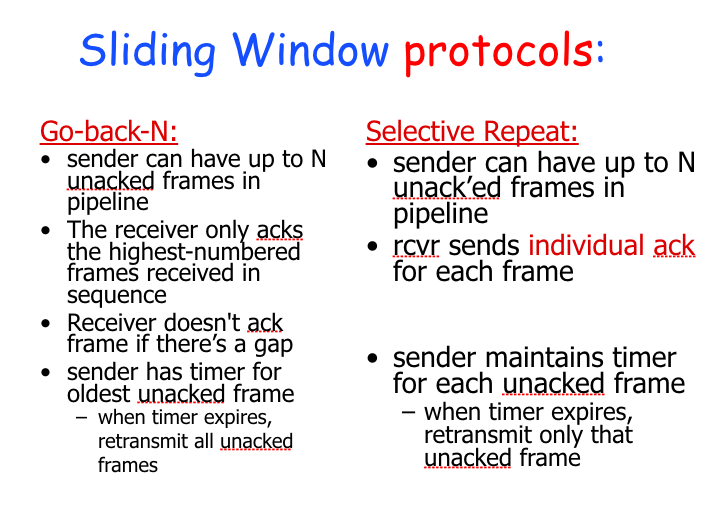 Sliding Window protocols:
Go-back-N:
• sender can have up to N
unacked frames in
pipeline
• The receiver only acks
the highest-numbered
frames received in
sequence
• Receiver doesn't ack
frame if there’s a gap
• sender has timer for
oldest unacked frame
– when timer expires,
retransmit all unacked
frames
Selective Repeat:
• sender can have up to N
unack’ed frames in
pipeline
• rcvr sends individual ack
for each frame
• sender maintains timer
for each unacked frame
– when timer expires,
retransmit only that
unacked frame